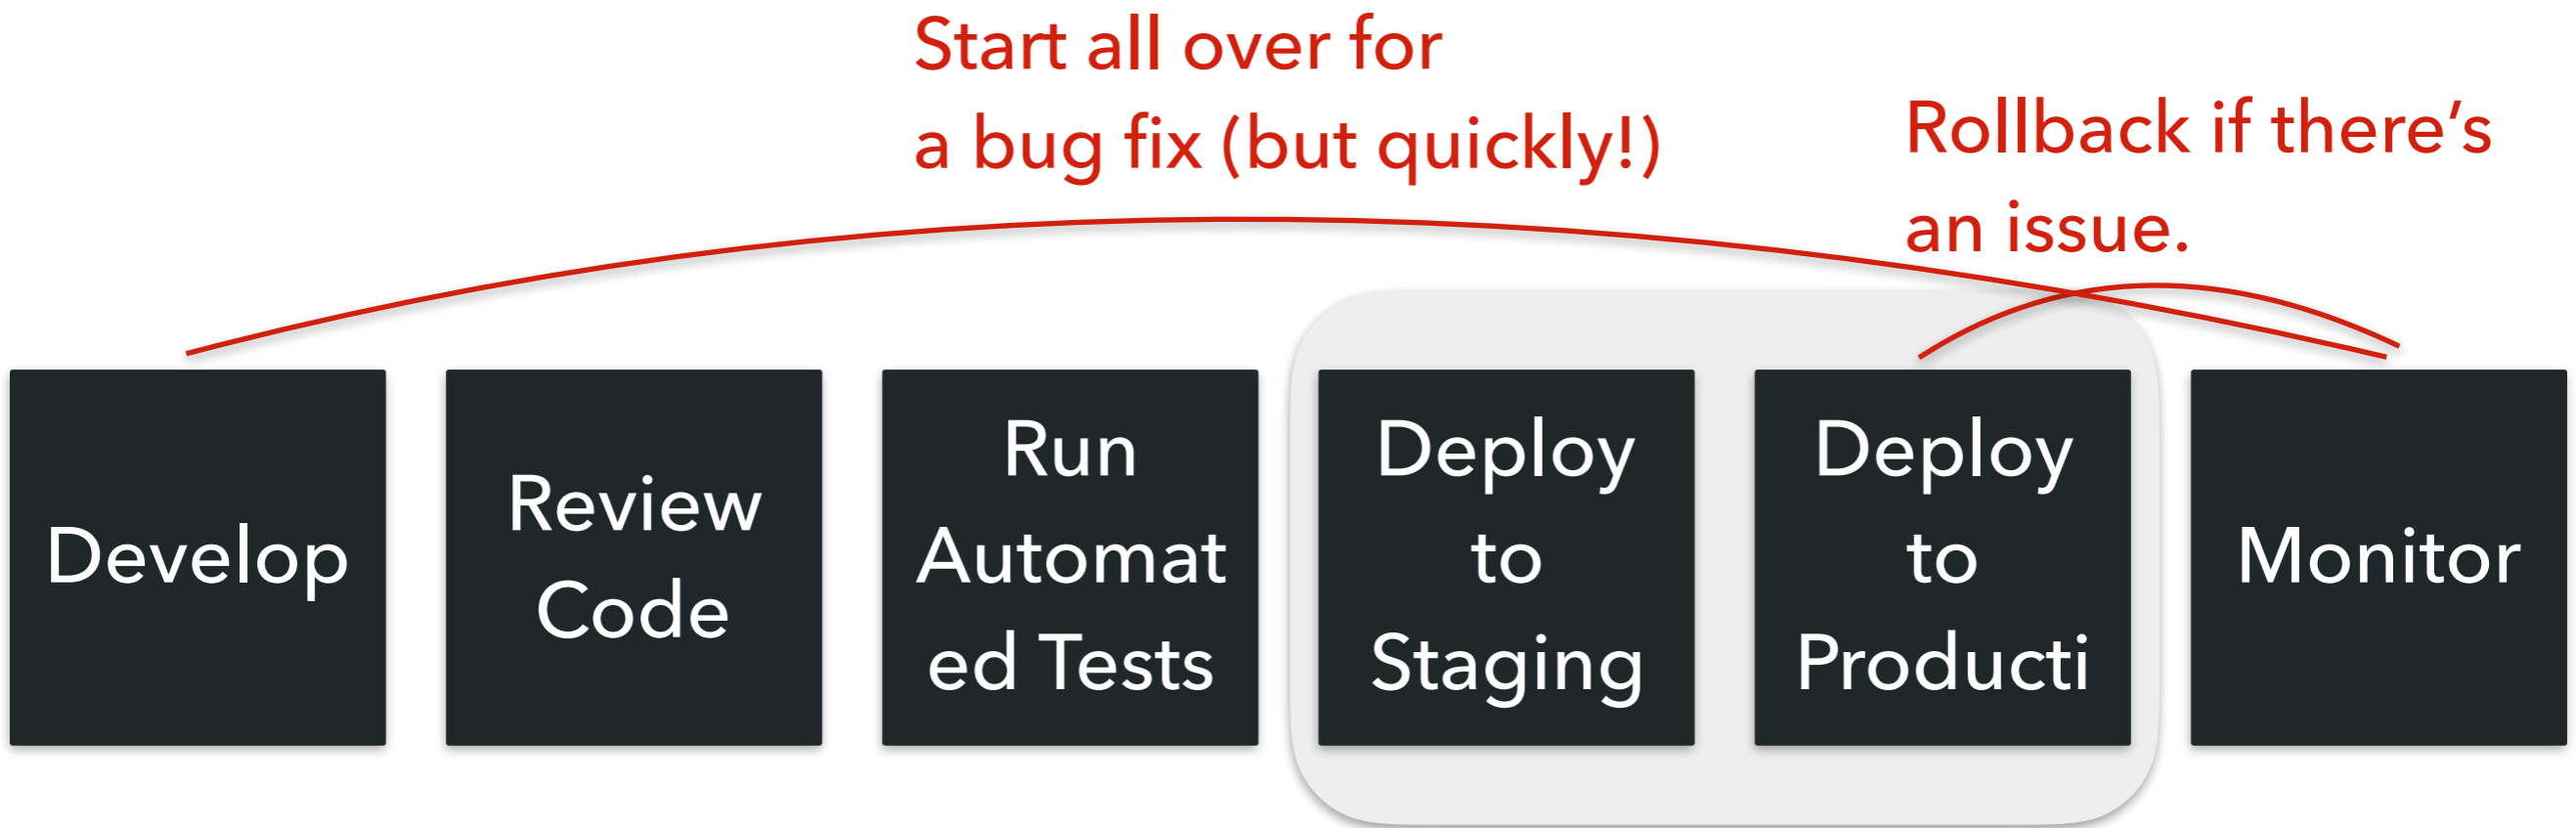 Start all over for
a bug fix (but quickly!)
Rollback if there’s
an issue.
Develop
Review
Code
Run
Automat
ed Tests
Deploy
to
Staging
Deploy
to
Producti
Monitor